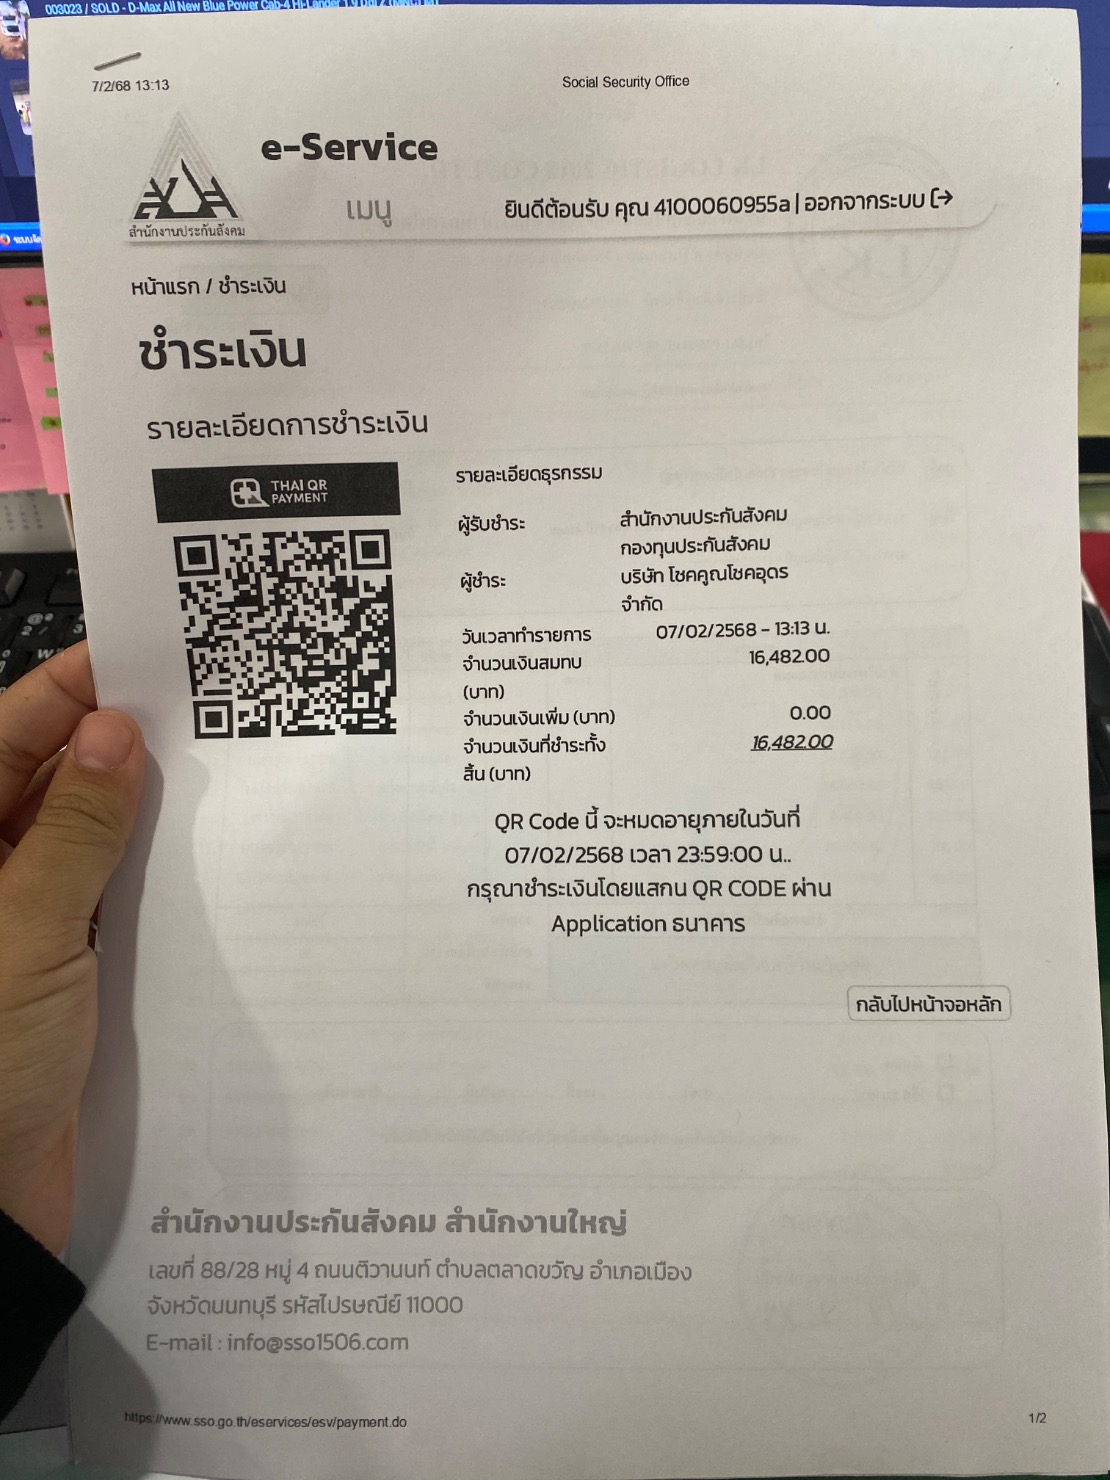 003023 / SOLD - D-Max All New Blue Power Cab-4 Hi-Lander 1.9 Ddi Z
7/2/68 13:13
Social Security Office
e-Service
สำนักงานประกันสังคม
เมนู
ยินดีต้อนรับ คุณ 4100060955a | ออกจากระบบ
หน้าแรก / ชำระเงิน
ชำระเงิน
รายละเอียดการชำระเงิน
THAI QR
PAYMENT
รายละเอียดธุรกรรม
ผู้รับชำระ สำนักงานประกันสังคม
กองทุนประกันสังคม
ผู้ชำระ บริษัท โชคคูณโชคอุดร
จำกัด
วันเวลาทำรายการ 07/02/2568 - 13:13 น.
จำนวนเงินสมทบ 16,482.00
(บาท)
จำนวนเงินเพิ่ม (บาท) 0.00
จำนวนเงินที่ชำระทั้ง 16,482.00
สิ้น (บาท)
QR Code นี้ จะหมดอายุภายในวันที่
07/02/2568 เวลา 23:59:00 น..
กรุณาชำระเงินโดยแสกน QR CODE ผ่าน
Application ธนาคาร
กลับไปหน้าจอหลัก
สำนักงานประกันสังคม สำนักงานใหญ่
เลขที่ 88/28 หมู่ 4 ถนนติวานนท์ ตำบลตลาดขวัญ อำเภอเมือง
จังหวัดนนทบุรี รหัสไปรษณีย์ 11000
E-mail : info@sso1506.com
https://www.sso.go.th/eservices/esv/payment.do
1/2